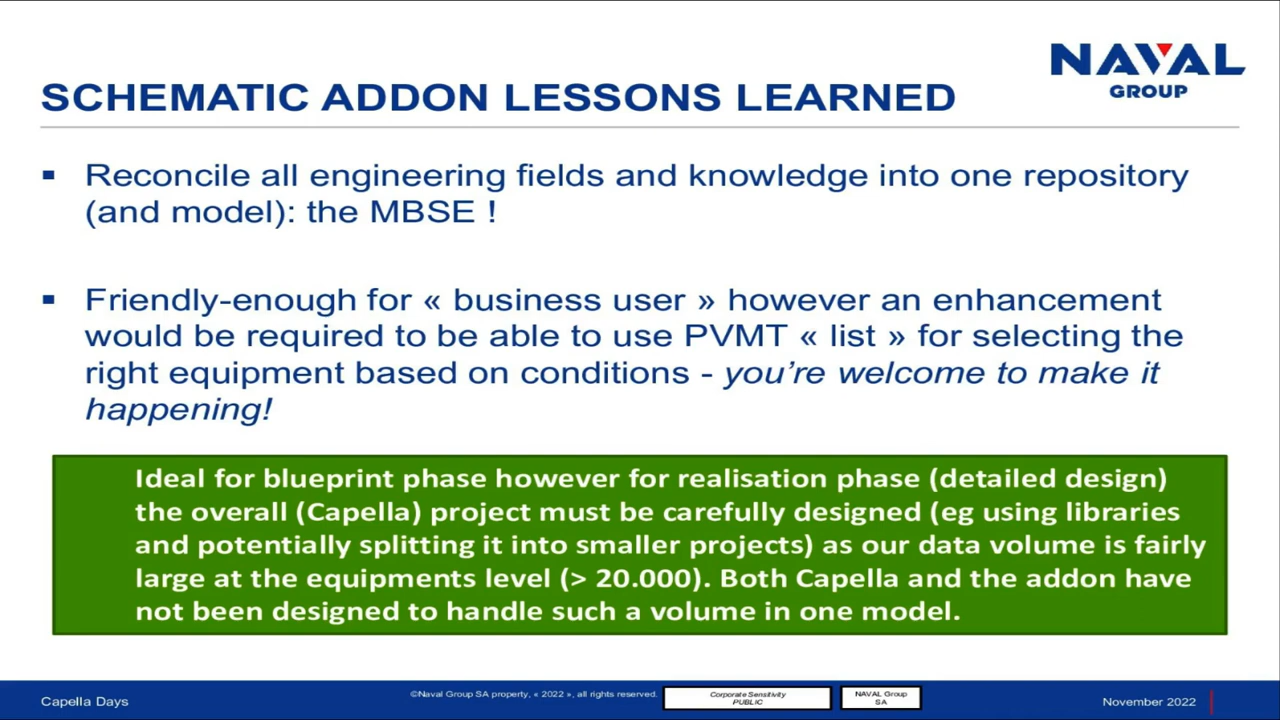 NAVAL
GROUP
SCHEMATIC ADDON LESSONS LEARNED
▪ Reconcile all engineering fields and knowledge into one repository
(and model): the MBSE !
▪ Friendly-enough for « business user » however an enhancement
would be required to be able to use PVMT « list » for selecting the
right equipment based on conditions - you're welcome to make it
happening!
Ideal for blueprint phase however for realisation phase (detailed design)
the overall (Capella) project must be carefully designed (eg using libraries
and potentially splitting it into smaller projects) as our data volume is fairly
large at the equipments level (> 20.000). Both Capella and the addon have
not been designed to handle such a volume in one model.
Capella Days
©Naval Group SA property, « 2022 », all rights reserved.
Corporate Sensitivity
PUBLIC
NAVAL Group
SA
November 2022